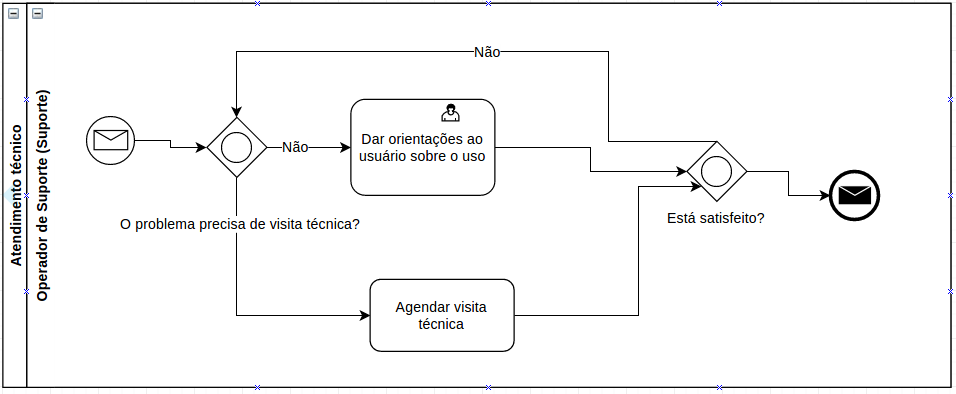 Atendimento técnico
Operador de Suporte (Suporte)
Não
Não
Dar orientações ao
usuário sobre o uso
O problema precisa de visita técnica?
Está satisfeito?
Agendar visita
técnica